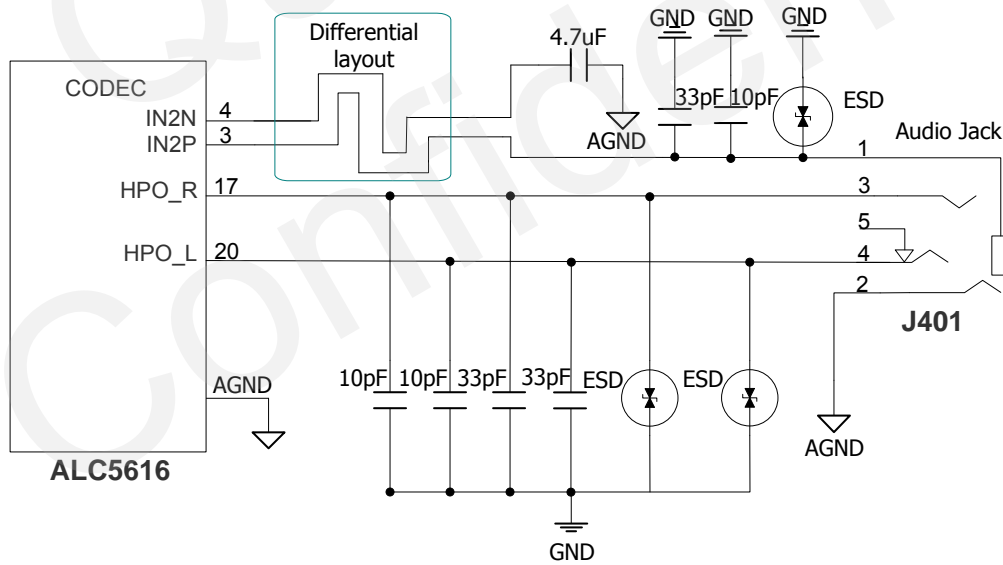 Differential
layout
4.7uF
GND GND GND
CODEC
IN2N 4
IN2P 3
AGND
33pF 10pF ESD
Audio Jack
1
HPO_R 17
3
5
HPO_L 20
4
2
J401
10pF 10pF 33pF 33pF ESD ESD
AGND
AGND
ALC5616
GND
Confiden